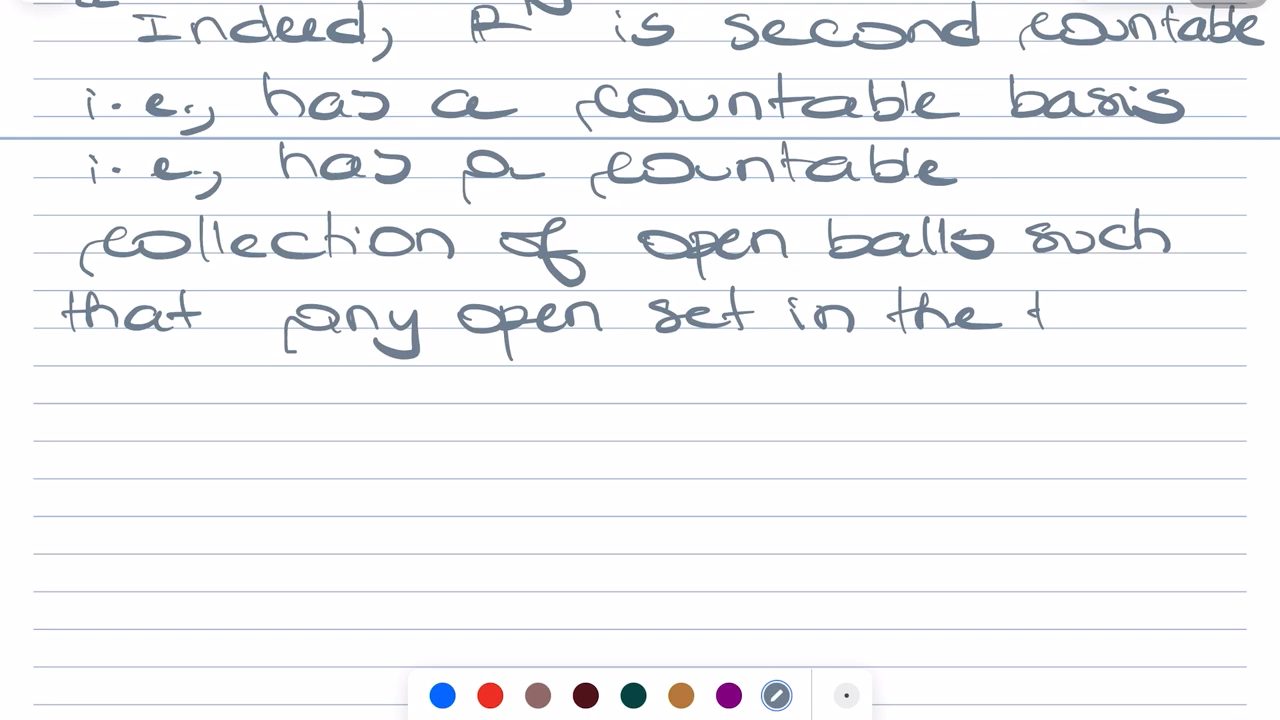 Indeed, R^N is second countable
i.e., has a countable basis
i.e., has a countable
collection of open balls such
that any open set in the